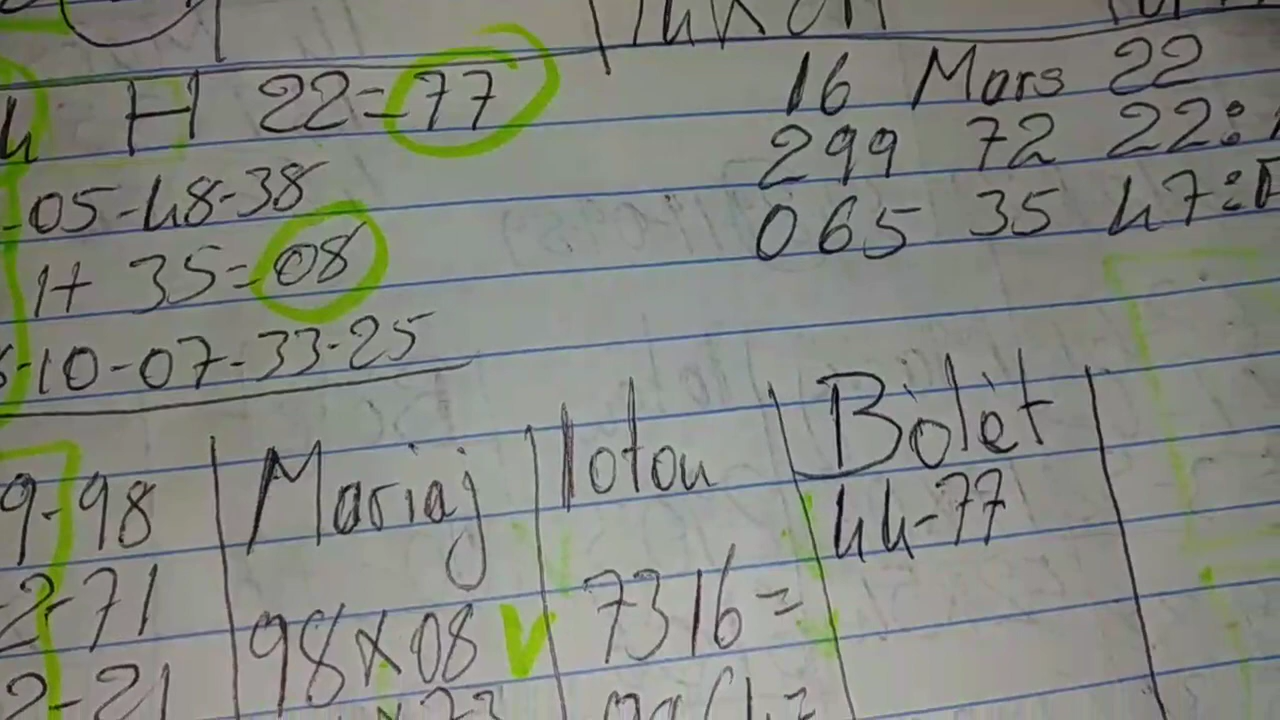 H 22=77
16 Mars 22
299 72 22:
-05-48-38
065 35 47:
1+ 35=08
-10-07-33-25
9-98
Mariaj
lotou
Bolet
44-77
2-71
98x08 V
7316=
2-21